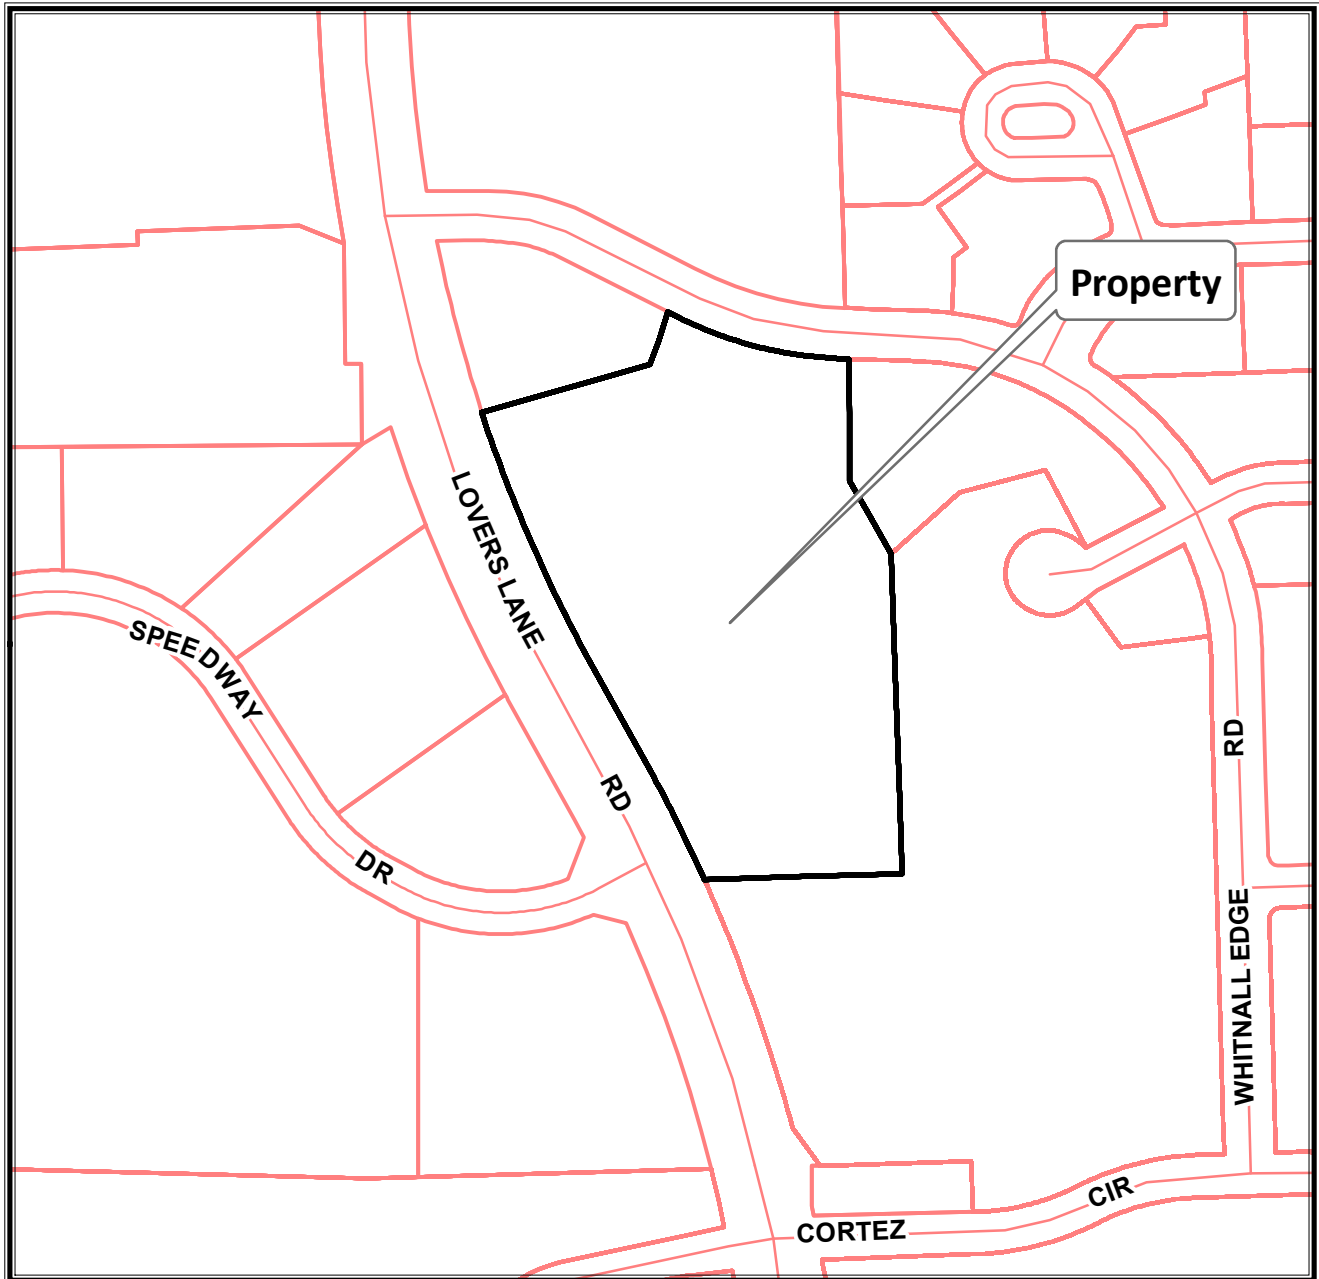 Property
LOVERS LANE
RD
SPEEDWAY
DR
RD
WHITNALL EDGE
CIR
CORTEZ